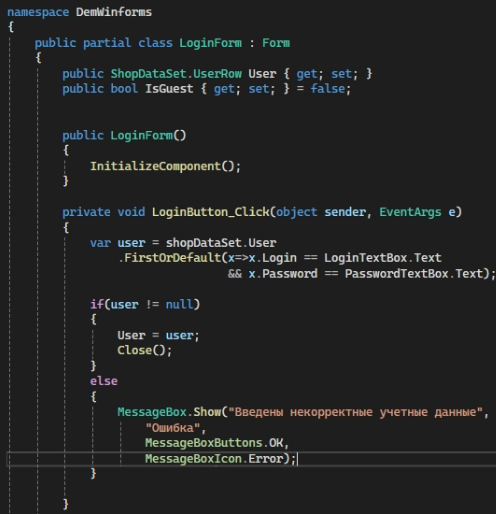 namespace DemWinforms
{
public partial class LoginForm : Form
{
public ShopDataSet.UserRow User { get; set; }
public bool IsGuest { get; set; } = false;
public LoginForm()
{
InitializeComponent();
}
private void LoginButton_Click(object sender, EventArgs e)
{
var user = shopDataSet.User
.FirstOrDefault(x=>x.Login == LoginTextBox.Text
&& x.Password == PasswordTextBox.Text);
if(user != null)
{
User = user;
Close();
}
else
{
MessageBox.Show("Введены некорректные учетные данные",
"Ошибка",
MessageBoxButtons.OK,
MessageBoxIcon.Error);
}
}